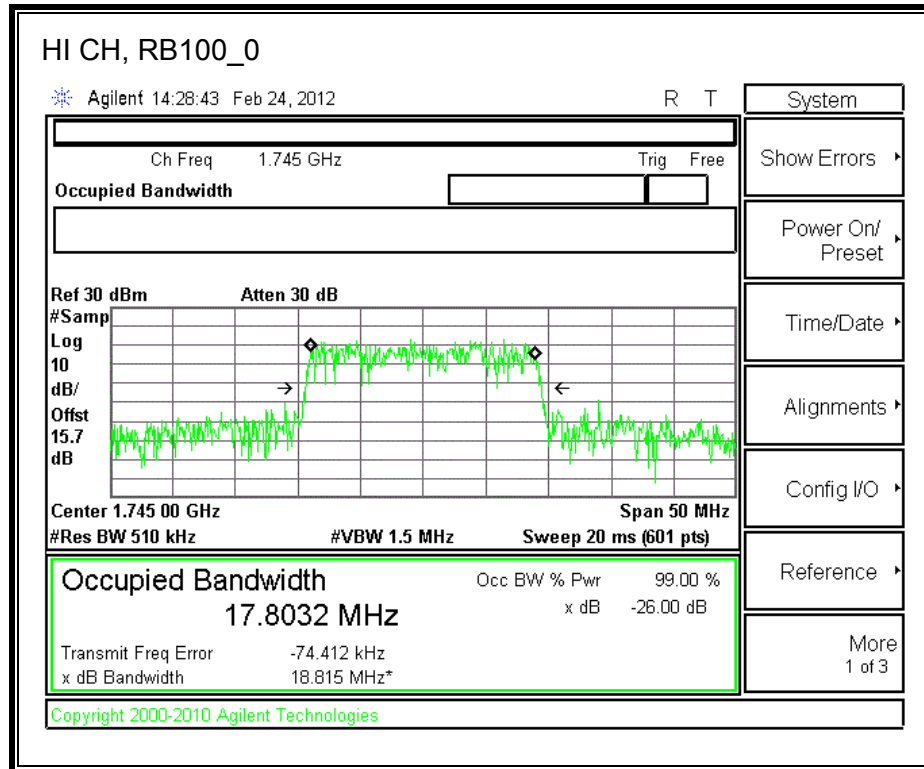 HI CH, RB100_0
Agilent 14:28:43 Feb 24, 2012 R T
Ch Freq 1.745 GHz Trig Free
Occupied Bandwidth
Ref 30 dBm Atten 30 dB
#Samp
Log
10
dB/
Offst
15.7
dB
Center 1.745 00 GHz Span 50 MHz
#Res BW 510 kHz #VBW 1.5 MHz Sweep 20 ms (601 pts)
Occupied Bandwidth Occ BW % Pwr 99.00 %
17.8032 MHz x dB -26.00 dB
Transmit Freq Error -74.412 kHz
x dB Bandwidth 18.815 MHz*
Copyright 2000-2010 Agilent Technologies
System
Show Errors
Power On/
Preset
Time/Date
Alignments
Config I/O
Reference
More
1 of 3